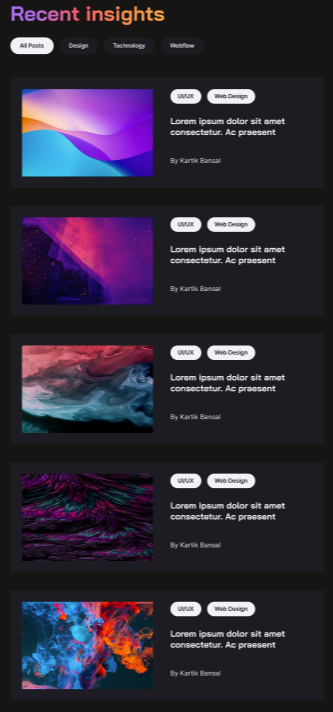 Recent insights
All Posts
Design
Technology
Webflow
UI/UX
Web Design
Lorem ipsum dolor sit amet
consectetur. Ac praesent
By Kartik Bansal
UI/UX
Web Design
Lorem ipsum dolor sit amet
consectetur. Ac praesent
By Kartik Bansal
UI/UX
Web Design
Lorem ipsum dolor sit amet
consectetur. Ac praesent
By Kartik Bansal
UI/UX
Web Design
Lorem ipsum dolor sit amet
consectetur. Ac praesent
By Kartik Bansal
UI/UX
Web Design
Lorem ipsum dolor sit amet
consectetur. Ac praesent
By Kartik Bansal